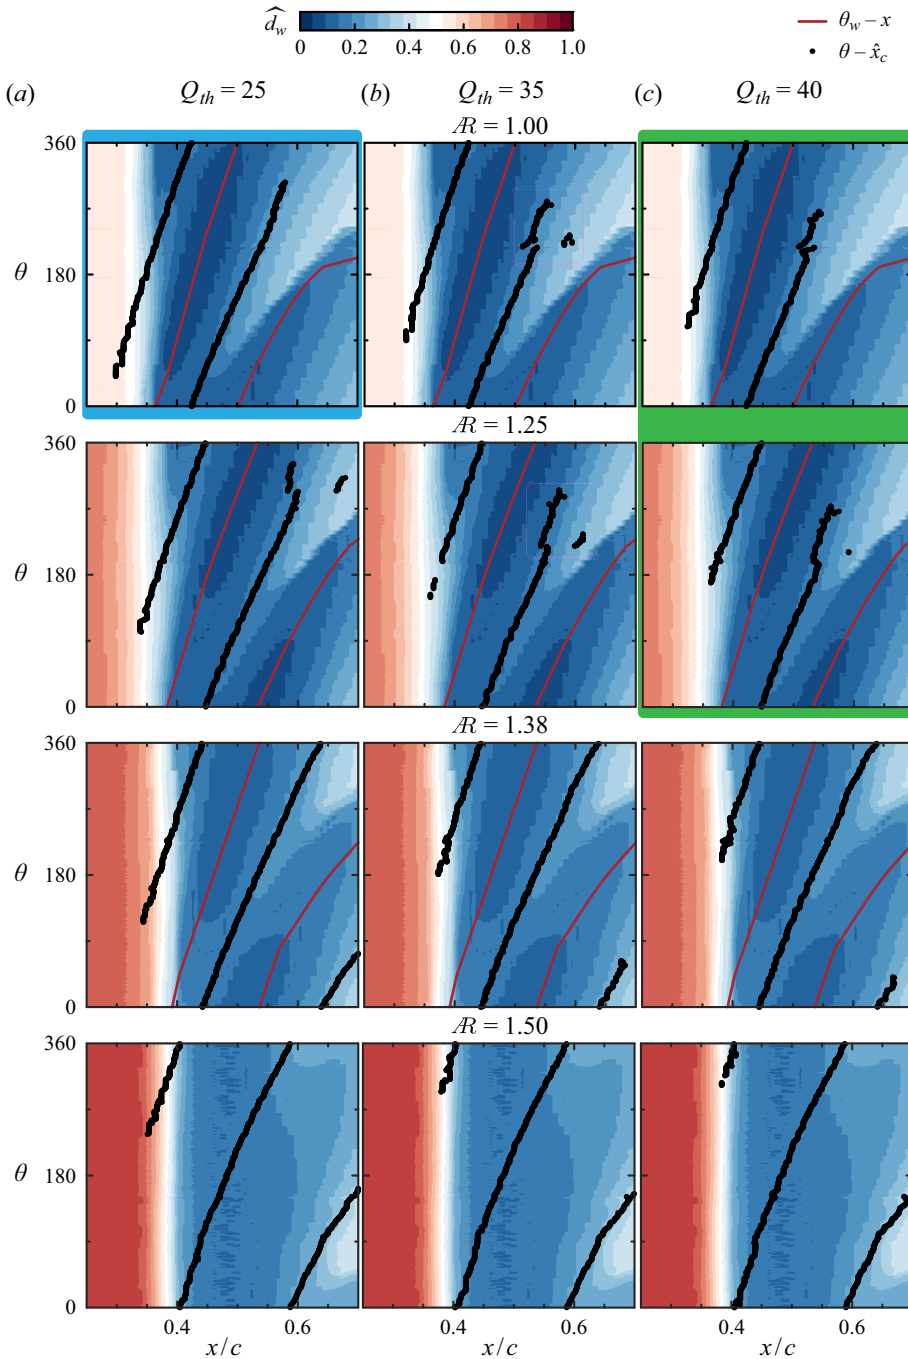 d̂_w
0 0.2 0.4 0.6 0.8 1.0
θ_w – x
θ – x̂_c
(a) Q_th = 25 (b) Q_th = 35 (c) Q_th = 40
Æ = 1.00
360
θ 180
0
Æ = 1.25
360
θ 180
0
Æ = 1.38
360
θ 180
0
Æ = 1.50
360
θ 180
0
0.4 0.6 0.4 0.6 0.4 0.6
x/c x/c x/c